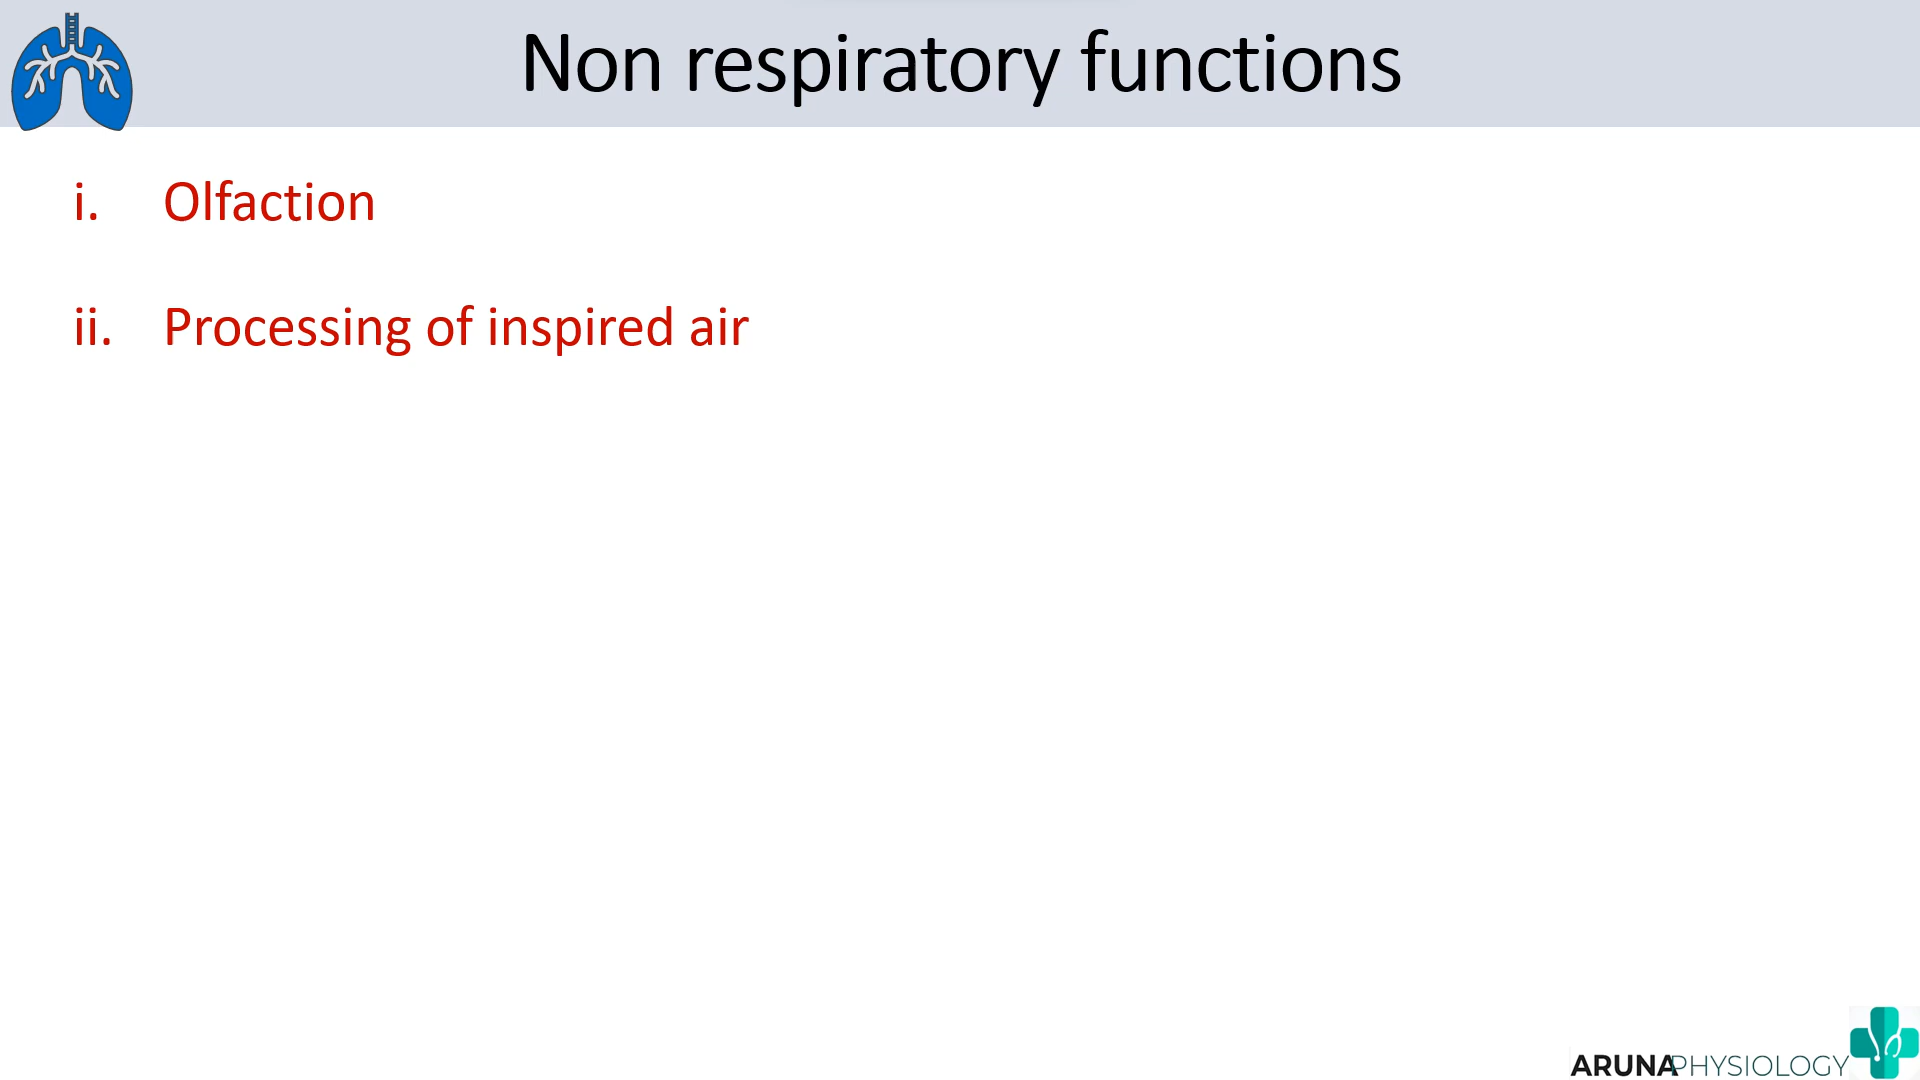 Non respiratory functions
i. Olfaction
ii. Processing of inspired air
ARUNAPHYSIOLOGY